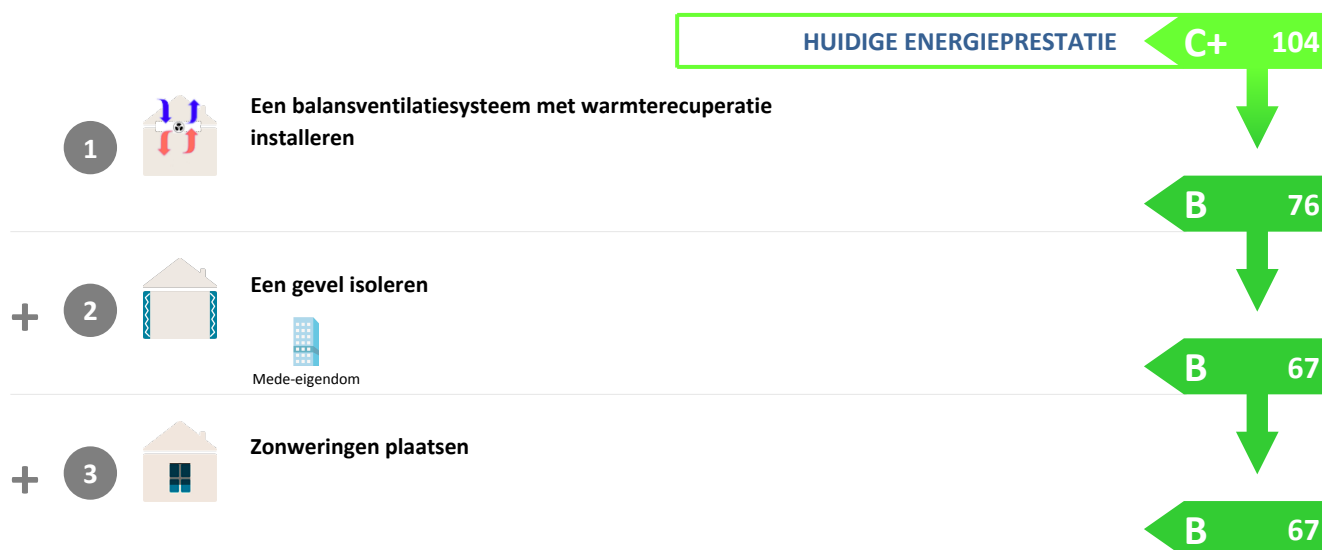 HUIDIGE ENERGIEPRESTATIE
C+ 104
1
Een balansventilatiesysteem met warmterecuperatie
installeren
B 76
+ 2
Een gevel isoleren
Mede-eigendom
B 67
+ 3
Zonweringen plaatsen
B 67